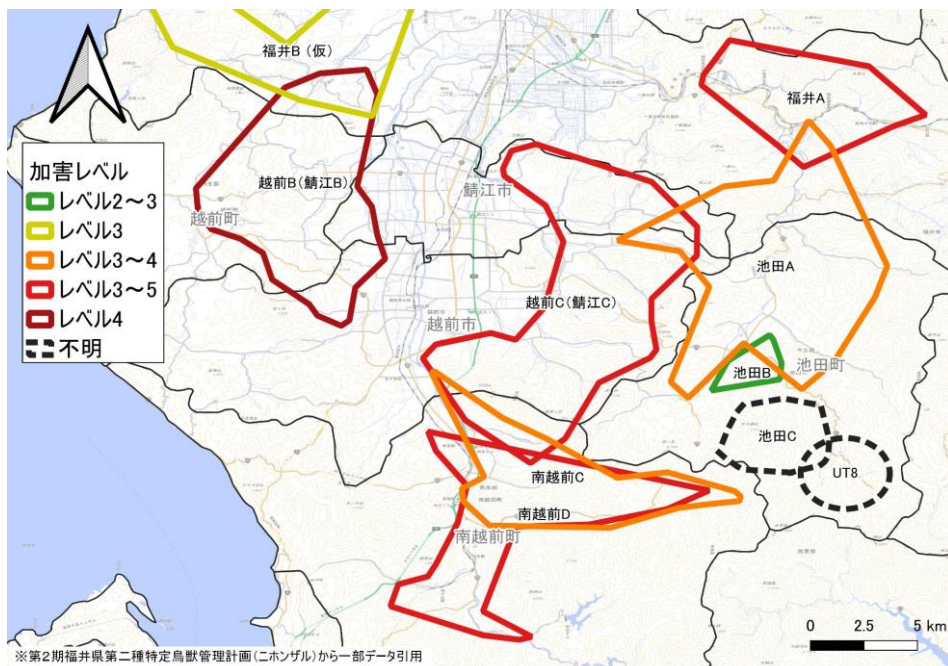 福井B(仮)
福井A
加害レベル
レベル2~3
レベル3
レベル3~4
レベル3~5
レベル4
不明
越前B(鯖江B)
鯖江市
越前町
池田A
越前C(鯖江C)
越前市
池田町
池田B
池田C
UT8
南越前C
南越前D
南越前町
0 2.5 5 km
※第2期福井県第二種特定鳥獣管理計画(ニホンザル)から一部データ引用